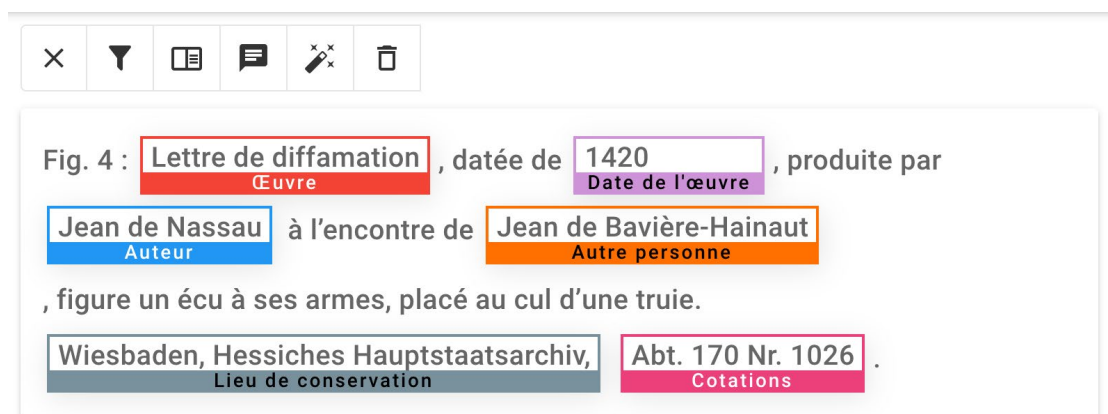 Fig. 4 : Lettre de diffamation , datée de 1420 , produite par
Œuvre Date de l'œuvre
Jean de Nassau à l’encontre de Jean de Bavière-Hainaut
Auteur Autre personne
, figure un écu à ses armes, placé au cul d’une truie.
Wiesbaden, Hessiches Hauptstaatsarchiv, Abt. 170 Nr. 1026 .
Lieu de conservation Cotations